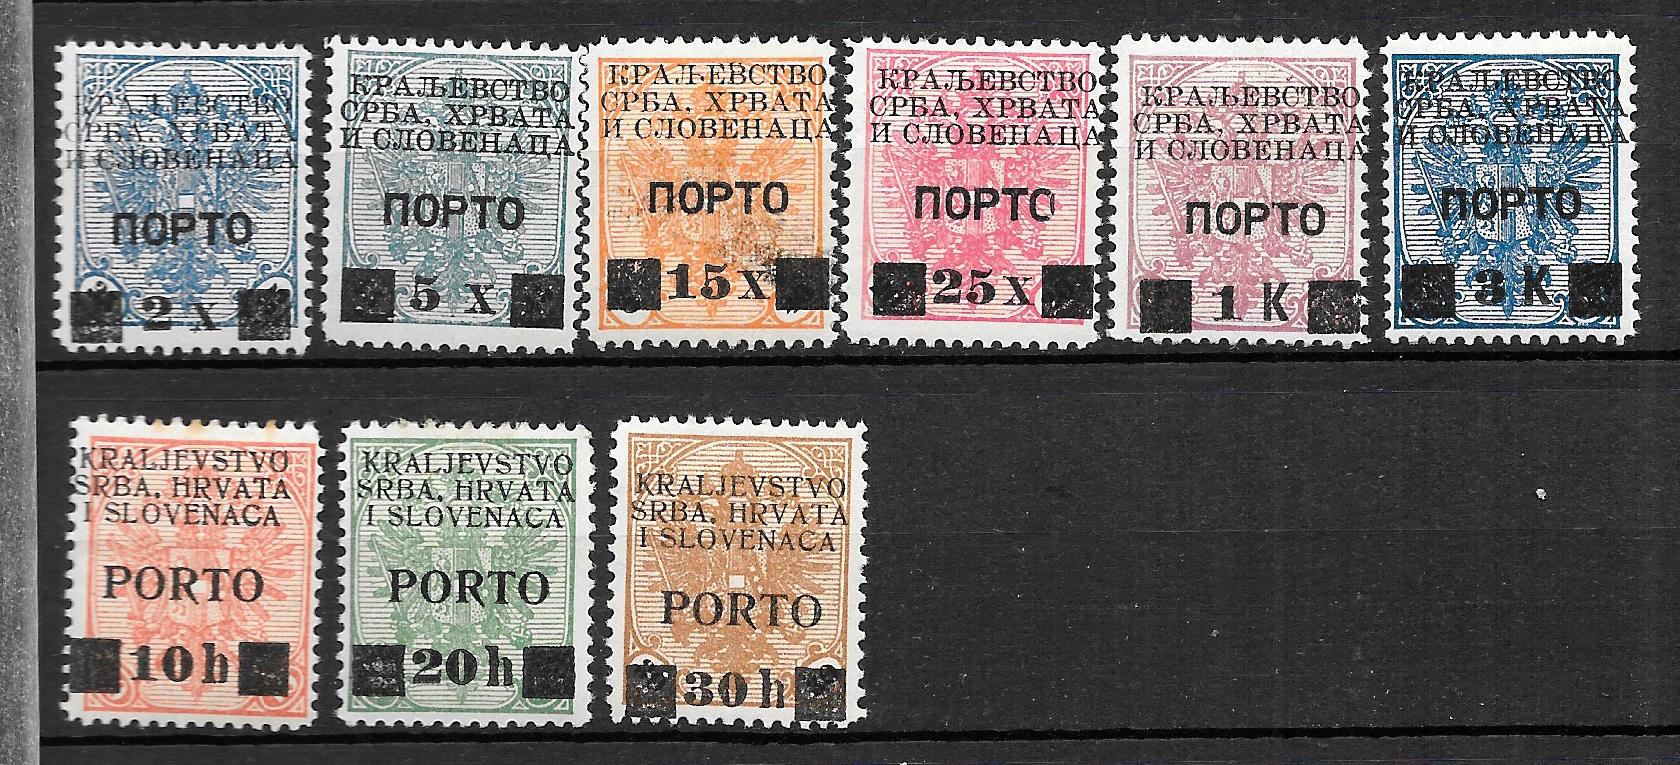 КРАЉЕВСТВО
СРБА, ХРВАТА
И СЛОВЕНАЦА
ПОРТО
2 х
КРАЉЕВСТВО
СРБА, ХРВАТА
И СЛОВЕНАЦА
ПОРТО
5 х
КРАЉЕВСТВО
СРБА, ХРВАТА
И СЛОВЕНАЦА
ПОРТО
15 х
КРАЉЕВСТВО
СРБА, ХРВАТА
И СЛОВЕНАЦА
ПОРТО
25 х
КРАЉЕВСТВО
СРБА, ХРВАТА
И СЛОВЕНАЦА
ПОРТО
1 К
КРАЉЕВСТВО
СРБА, ХРВАТА
И СЛОВЕНАЦА
ПОРТО
3 К
KRALJEVSTVO
SRBA, HRVATA
I SLOVENACA
PORTO
10 h
KRALJEVSTVO
SRBA, HRVATA
I SLOVENACA
PORTO
20 h
KRALJEVSTVO
SRBA, HRVATA
I SLOVENACA
PORTO
30 h